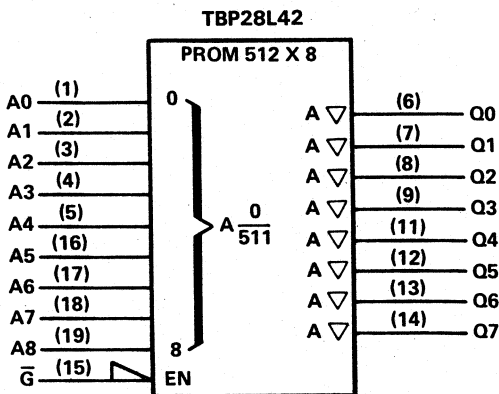 TBP28L42
PROM 512 X 8
A0 (1) 0 A ▽ (6) Q0
A1 (2) A ▽ (7) Q1
A2 (3) A ▽ (8) Q2
A3 (4) A ▽ (9) Q3
A4 (5) A 0/511 A ▽ (11) Q4
A5 (16) A ▽ (12) Q5
A6 (17) A ▽ (13) Q6
A7 (18) A ▽ (14) Q7
A8 (19) 8
G̅ (15) EN